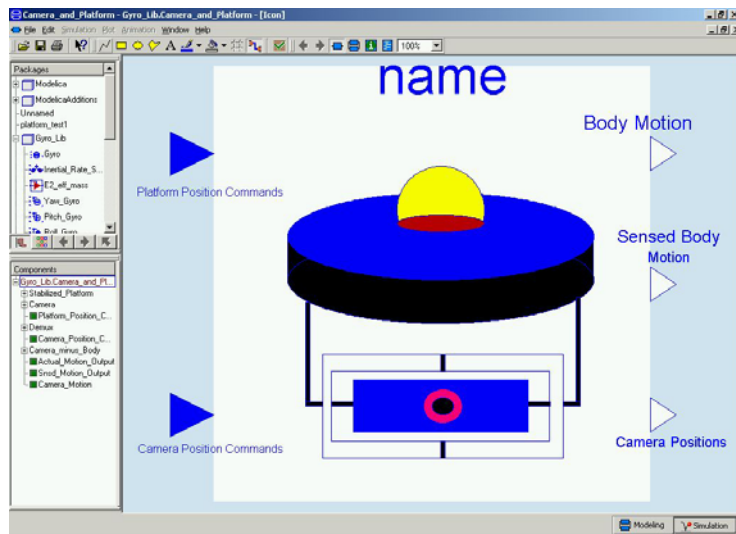 Camera_and_Platform - Gyro_Lib.Camera_and_Platform - [Icon]
File Edit Simulation Plot Animation Window Help
100%
Packages
Modelica
ModelicaAdditions
Unnamed
platform_test1
Gyro_Lib
Gyro
Inertial_Rate_S...
E2_eff_mass
Yaw_Gyro
Pitch_Gyro
Roll_Gyro
Components
Gyro_Lib.Camera_and_Pl...
Stabilized_Platform
Camera
Platform_Position_C...
Demux
Camera_Position_C...
Camera_minus_Body
Actual_Motion_Output
Snsd_Motion_Output
Camera_Motion
name
Platform Position Commands
Body Motion
Sensed Body
Motion
Camera Position Commands
Camera Positions
Modeling
Simulation